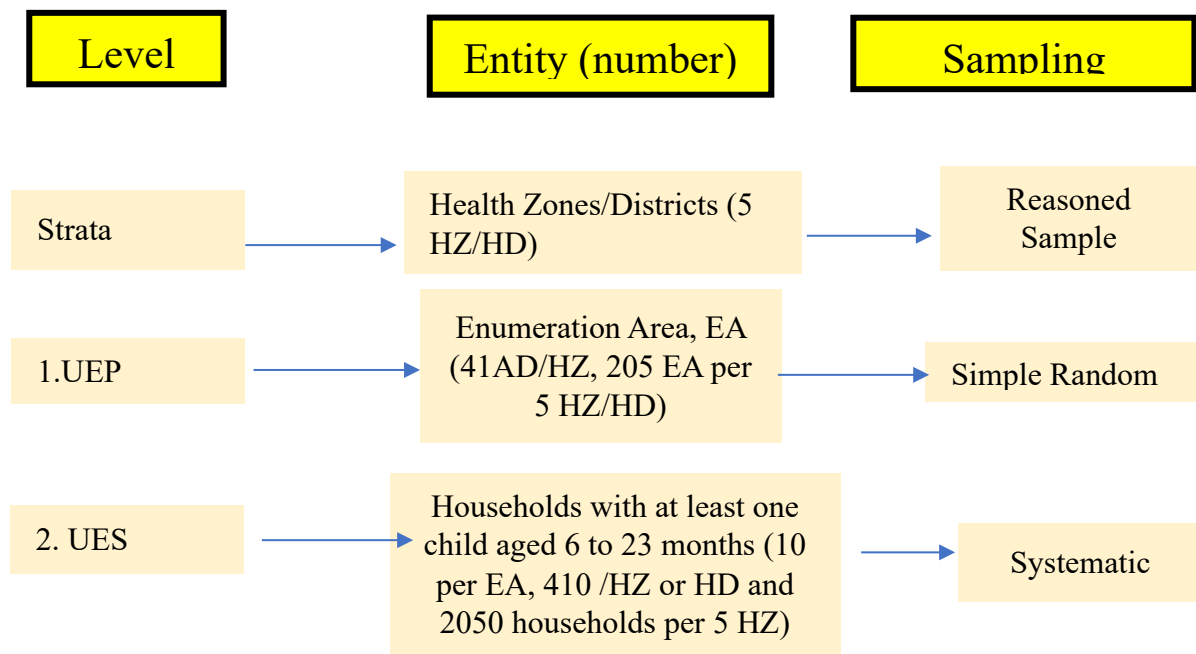 Level
Entity (number)
Sampling
Strata
Health Zones/Districts (5
HZ/HD)
Reasoned
Sample
1.UEP
Enumeration Area, EA
(41AD/HZ, 205 EA per
5 HZ/HD)
Simple Random
2. UES
Households with at least one
child aged 6 to 23 months (10
per EA, 410 /HZ or HD and
2050 households per 5 HZ)
Systematic